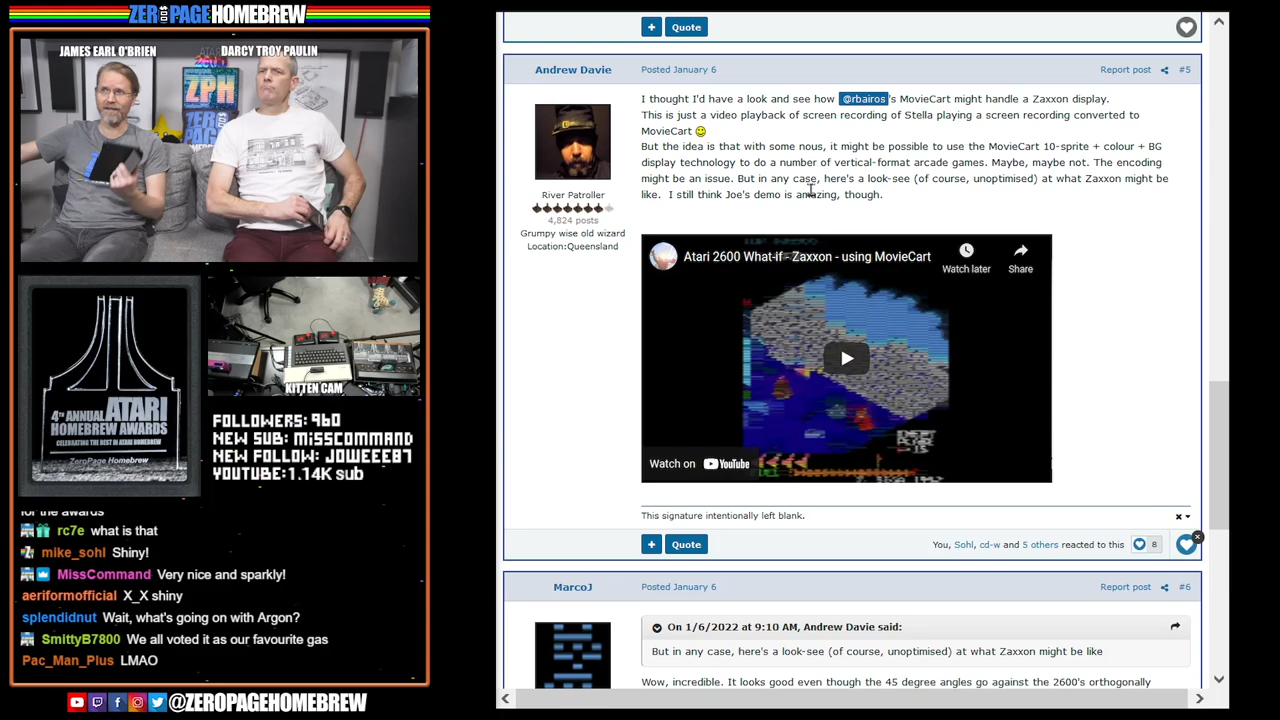 ZEROPAGEHOMEBREW
JAMES EARL O'BRIEN
DARCY TROY PAULIN
ZPH
4TH ANNUAL ATARI
HOMEBREW AWARDS
CELEBRATING THE BEST IN ATARI HOMEBREW
ZeroPage Homebrew
KITTEN CAM
FOLLOWERS: 960
NEW SUB: MISSCOMMAND
NEW FOLLOW: JOWEEE87
YOUTUBE:1.14K sub
for the awards
rc7e what is that
mike_sohl Shiny!
MissCommand Very nice and sparkly!
aeriformofficial X_X shiny
splendidnut Wait, what's going on with Argon?
SmittyB7800 We all voted it as our favourite gas
Pac_Man_Plus LMAO
@ZEROPAGEHOMEBREW
+ Quote
Andrew Davie
Posted January 6
Report post
#5
River Patroller
4,824 posts
Grumpy wise old wizard
Location:Queensland
I thought I'd have a look and see how @rbairos's MovieCart might handle a Zaxxon display.
This is just a video playback of screen recording of Stella playing a screen recording converted to
MovieCart
But the idea is that with some nous, it might be possible to use the MovieCart 10-sprite + colour + BG
display technology to do a number of vertical-format arcade games. Maybe, maybe not. The encoding
might be an issue. But in any case, here's a look-see (of course, unoptimised) at what Zaxxon might be
like. I still think Joe's demo is amazing, though.
Atari 2600 What-if - Zaxxon - using MovieCart
Watch later
Share
Watch on YouTube
This signature intentionally left blank.
+ Quote
You, Sohl, cd-w and 5 others reacted to this
8
MarcoJ
Posted January 6
Report post
#6
On 1/6/2022 at 9:10 AM, Andrew Davie said:
But in any case, here's a lok-see (of course, unoptimised) at what Zaxxon might be like
Wow, incredible. It looks good even though the 45 degree angles go against the 2600's orthogonally